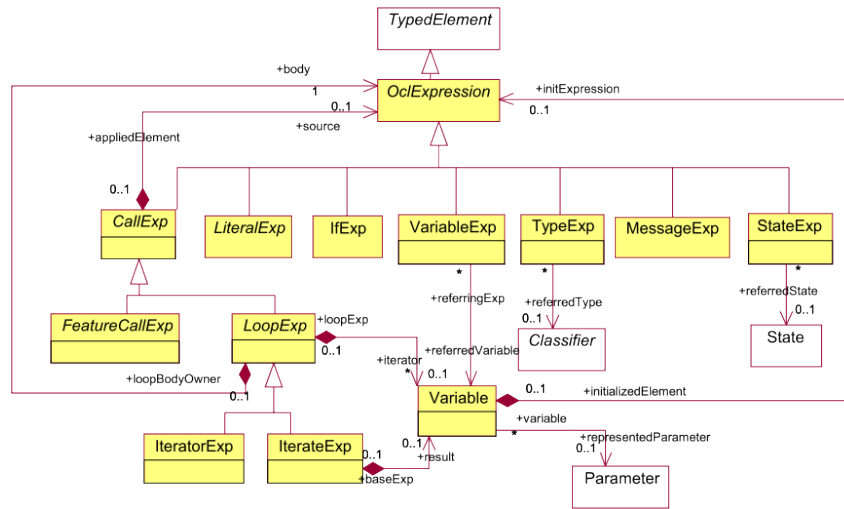 TypedElement
+body
1
OclExpression
+initExpression
0..1
0..1
+source
+appliedElement
0..1
CallExp
LiteralExp
IfExp
VariableExp
TypeExp
MessageExp
StateExp
*
*
*
+referringExp
+referredType
+referredState
0..1
0..1
FeatureCallExp
LoopExp
+loopExp
0..1
Classifier
State
+referredVariable
+iterator
*
0..1
+loopBodyOwner
0..1
Variable
0..1
+initializedElement
+variable
*
+representedParameter
0..1
IteratorExp
IterateExp
0..1
+baseExp
0..1
+result
Parameter